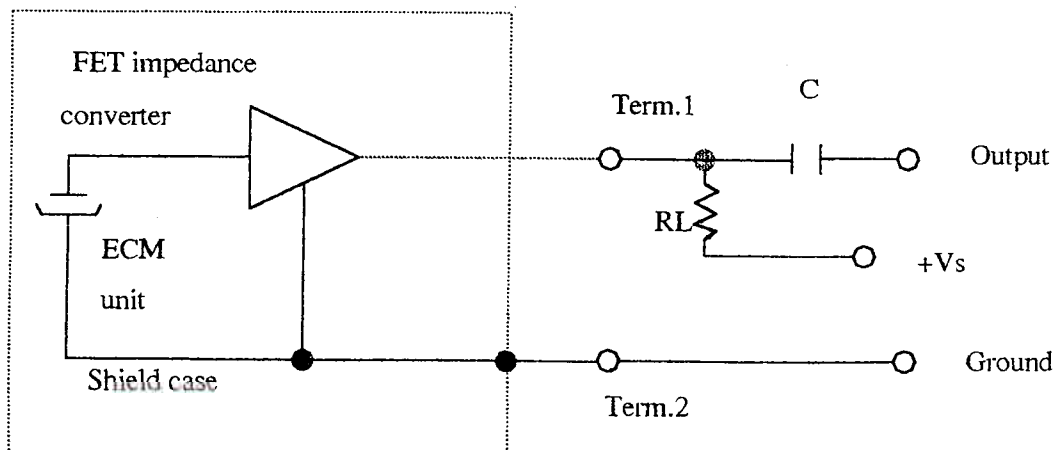 FET impedance
converter
ECM
unit
Shield case
Term.1
C
Output
RL
+Vs
Ground
Term.2